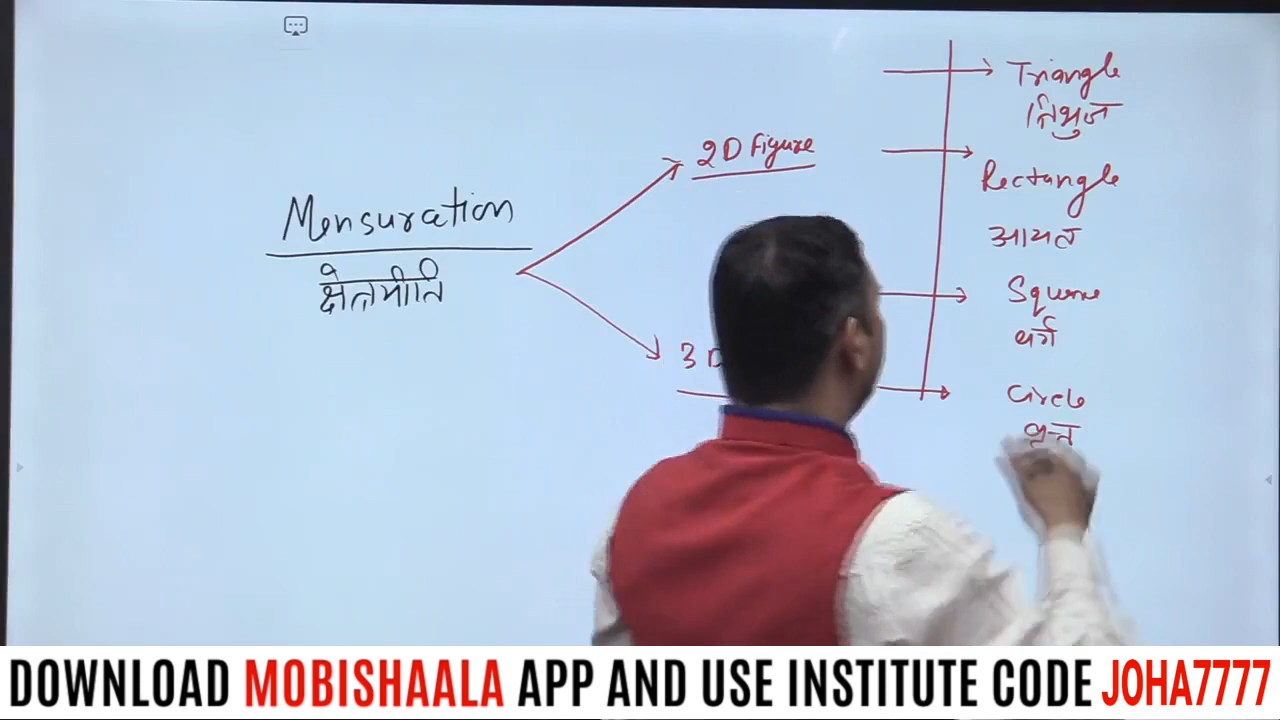 Mensuration
क्षेत्रमीति
2D Figure
3D
Triangle
त्रिभुज
Rectangle
आयत
Square
वर्ग
Circle
वृत्त
DOWNLOAD MOBISHAALA APP AND USE INSTITUTE CODE JOHA7777